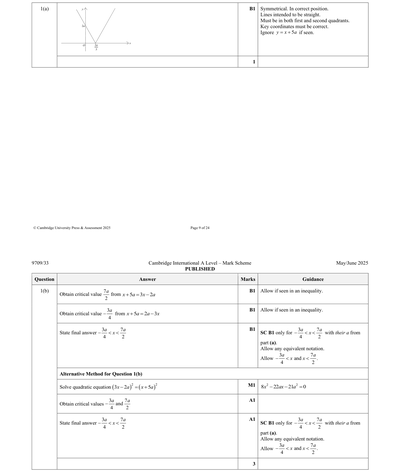 1(a)
B1
Symmetrical. In correct position.
Lines intended to be straight.
Must be in both first and second quadrants.
Key coordinates must be correct.
Ignore y = x + 5a if seen.
1
© Cambridge University Press & Assessment 2025
Page 9 of 24
9709/33
Cambridge International A Level – Mark Scheme
May/June 2025
PUBLISHED
Question Answer Marks Guidance
1(b)
Obtain critical value 7a/2 from x + 5a = 3x − 2a
B1
Allow if seen in an inequality.
Obtain critical value −3a/4 from x + 5a = 2a − 3x
B1
Allow if seen in an inequality.
State final answer −3a/4 < x < 7a/2
B1
SC B1 only for −3a/4 < x < 7a/2 with their a from
part (a).
Allow any equivalent notation.
Allow −3a/4 < x and x < 7a/2.
Alternative Method for Question 1(b)
Solve quadratic equation (3x − 2a)² = (x + 5a)²
M1
8x² − 22ax − 21a² = 0
Obtain critical values −3a/4 and 7a/2
A1
State final answer −3a/4 < x < 7a/2
A1
SC B1 only for −3a/4 < x < 7a/2 with their a from
part (a).
Allow any equivalent notation.
Allow −3a/4 < x and x < 7a/2.
3